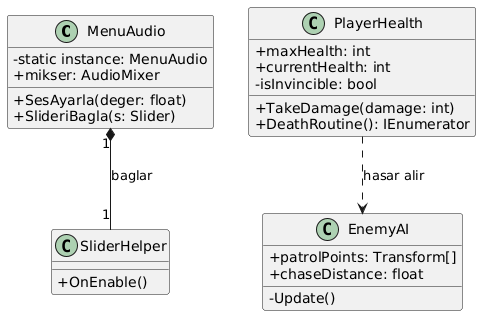 C MenuAudio
-static instance: MenuAudio
+mikser: AudioMixer
+SesAyarla(deger: float)
+SlideriBagla(s: Slider)
1
baglar
1
C SliderHelper
+OnEnable()
C PlayerHealth
+maxHealth: int
+currentHealth: int
-isInvincible: bool
+TakeDamage(damage: int)
+DeathRoutine(): IEnumerator
hasar alir
C EnemyAI
+patrolPoints: Transform[]
+chaseDistance: float
-Update()